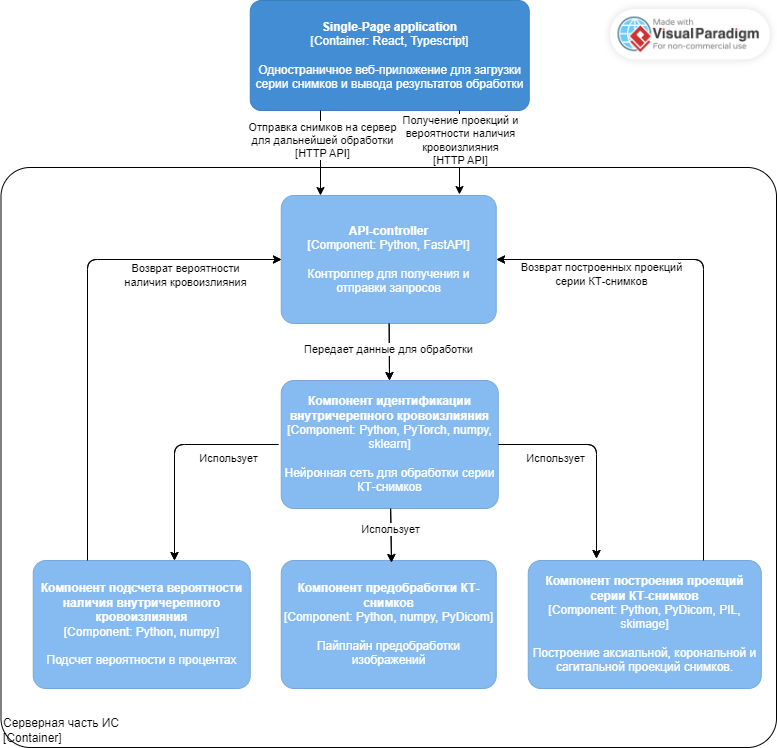 Made with
Visual Paradigm
For non-commercial use
Single-Page application
[Container: React, Typescript]
Одностраничное веб-приложение для загрузки
серии снимков и вывода результатов обработки
Отправка снимков на сервер
для дальнейшей обработки
[HTTP API]
Получение проекций и
вероятности наличия
кровоизлияния
[HTTP API]
API-controller
[Component: Python, FastAPI]
Контроллер для получения и
отправки запросов
Возврат вероятности
наличия кровоизлияния
Возврат построенных проекций
серии КТ-снимков
Передает данные для обработки
Компонент идентификации
внутричерепного кровоизлияния
[Component: Python, PyTorch, numpy,
sklearn]
Нейронная сеть для обработки серии
КТ-снимков
Использует
Использует
Использует
Компонент подсчета вероятности
наличия внутричерепного
кровоизлияния
[Component: Python, numpy]
Подсчет вероятности в процентах
Компонент предобработки КТ-
снимков
[Component: Python, numpy, PyDicom]
Пайплайн предобработки
изображений
Компонент построения проекций
серии КТ-снимков
[Component: Python, PyDicom, PIL,
skimage]
Построение аксиальной, корональной и
сагитальной проекций снимков.
Серверная часть ИС
[Container]